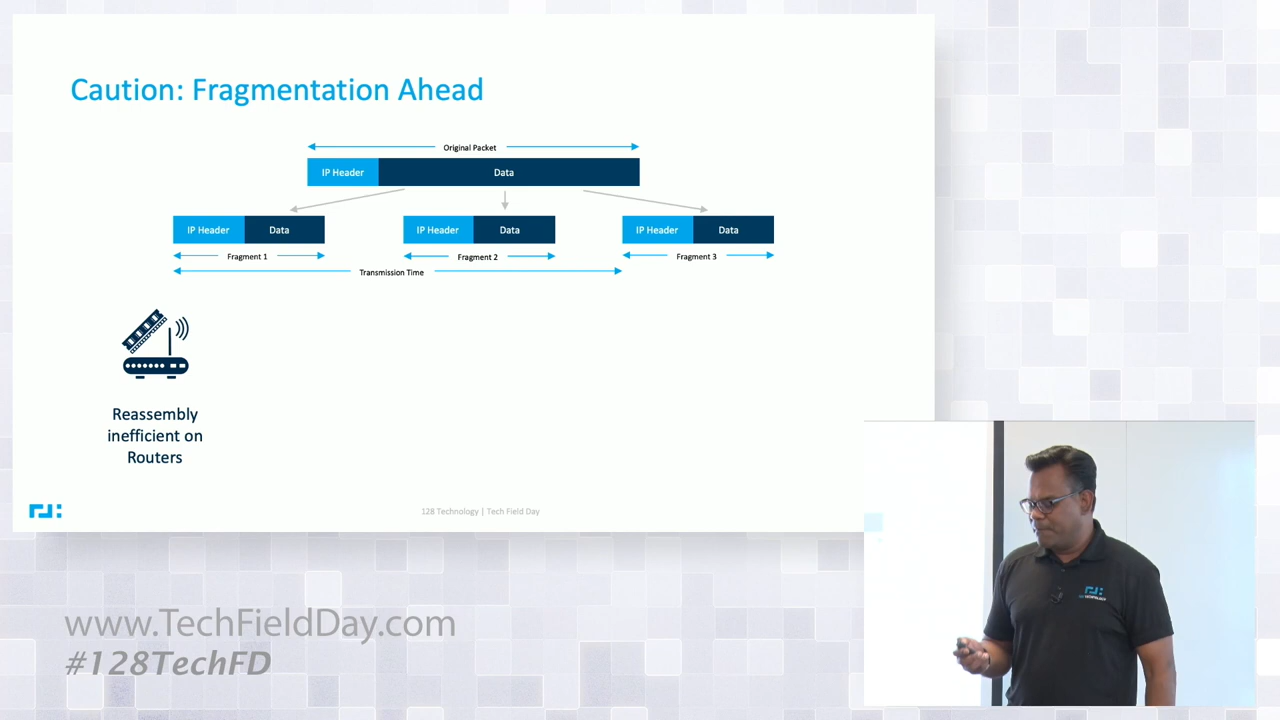 Caution: Fragmentation Ahead
Original Packet
IP Header
Data
IP Header
Data
IP Header
Data
IP Header
Data
Fragment 1
Fragment 2
Fragment 3
Transmission Time
Reassembly
inefficient on
Routers
128 Technology | Tech Field Day
www.TechFieldDay.com
#128TechFD